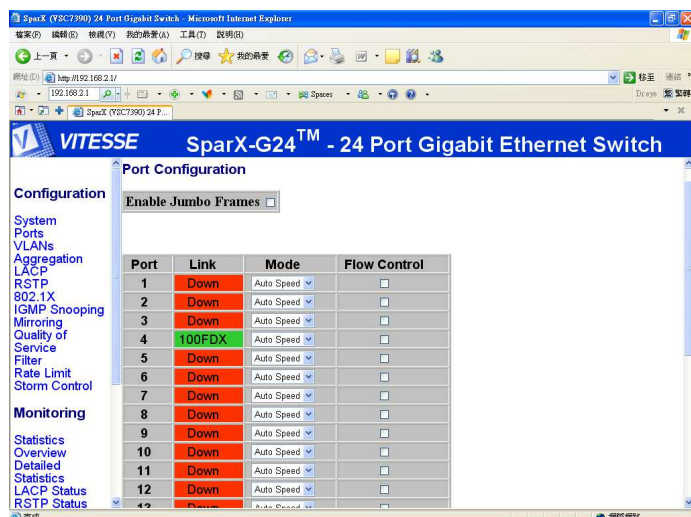 SparX (VSC7390) 24 Port Gigabit Switch - Microsoft Internet Explorer
檔案(F) 編輯(E) 檢視(V) 我的最愛(A) 工具(T) 說明(H)
上一頁 搜尋 我的最愛
網址(D) http://192.168.2.1/ 移至 連結 »
192.168.2.1 Spaces
SparX (VSC7390) 24 P...
VITESSE SparX-G24™ - 24 Port Gigabit Ethernet Switch
Configuration
System
Ports
VLANs
Aggregation
LACP
RSTP
802.1X
IGMP Snooping
Mirroring
Quality of
Service
Filter
Rate Limit
Storm Control
Monitoring
Statistics
Overview
Detailed
Statistics
LACP Status
RSTP Status
Port Configuration
Enable Jumbo Frames
Port Link Mode Flow Control
1 Down Auto Speed
2 Down Auto Speed
3 Down Auto Speed
4 100FDX Auto Speed
5 Down Auto Speed
6 Down Auto Speed
7 Down Auto Speed
8 Down Auto Speed
9 Down Auto Speed
10 Down Auto Speed
11 Down Auto Speed
12 Down Auto Speed
13 Down Auto Speed